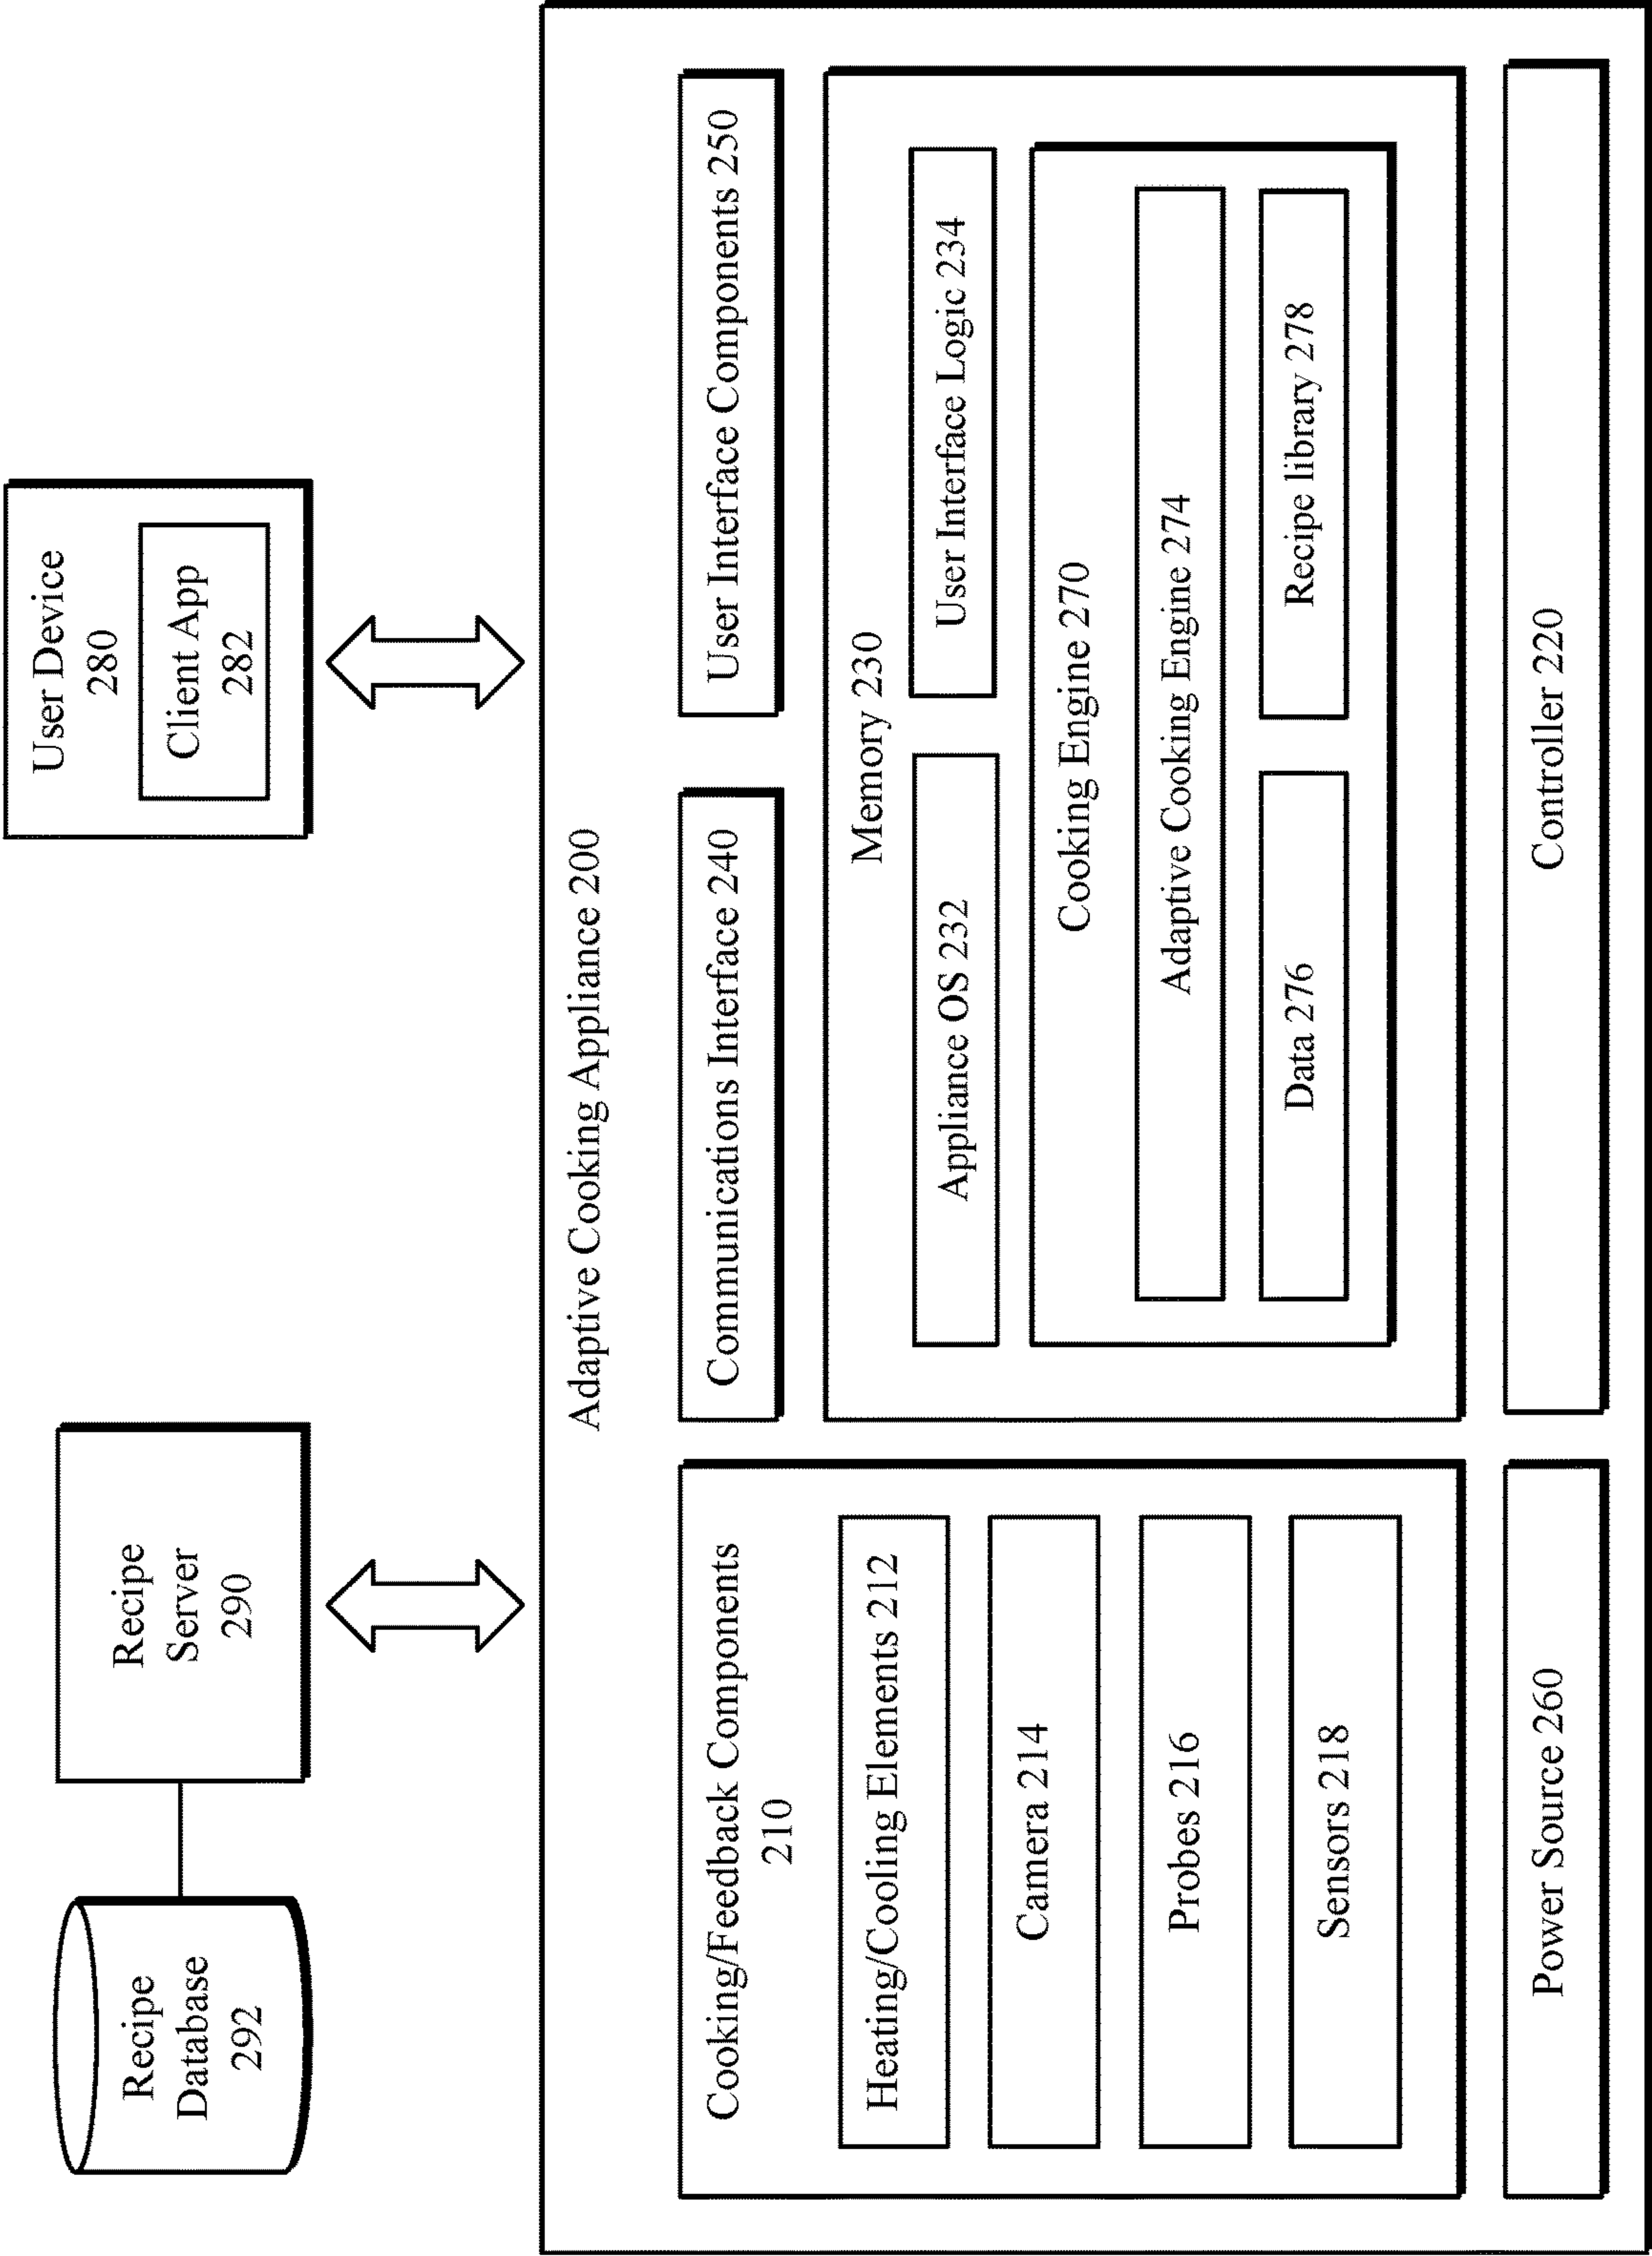 Recipe
Database
292
Recipe
Server
290
User Device
280
Client App
282
Adaptive Cooking Appliance 200
Cooking/Feedback Components
210
Heating/Cooling Elements 212
Camera 214
Probes 216
Sensors 218
Communications Interface 240
User Interface Components 250
Memory 230
Appliance OS 232
User Interface Logic 234
Cooking Engine 270
Adaptive Cooking Engine 274
Data 276
Recipe library 278
Power Source 260
Controller 220